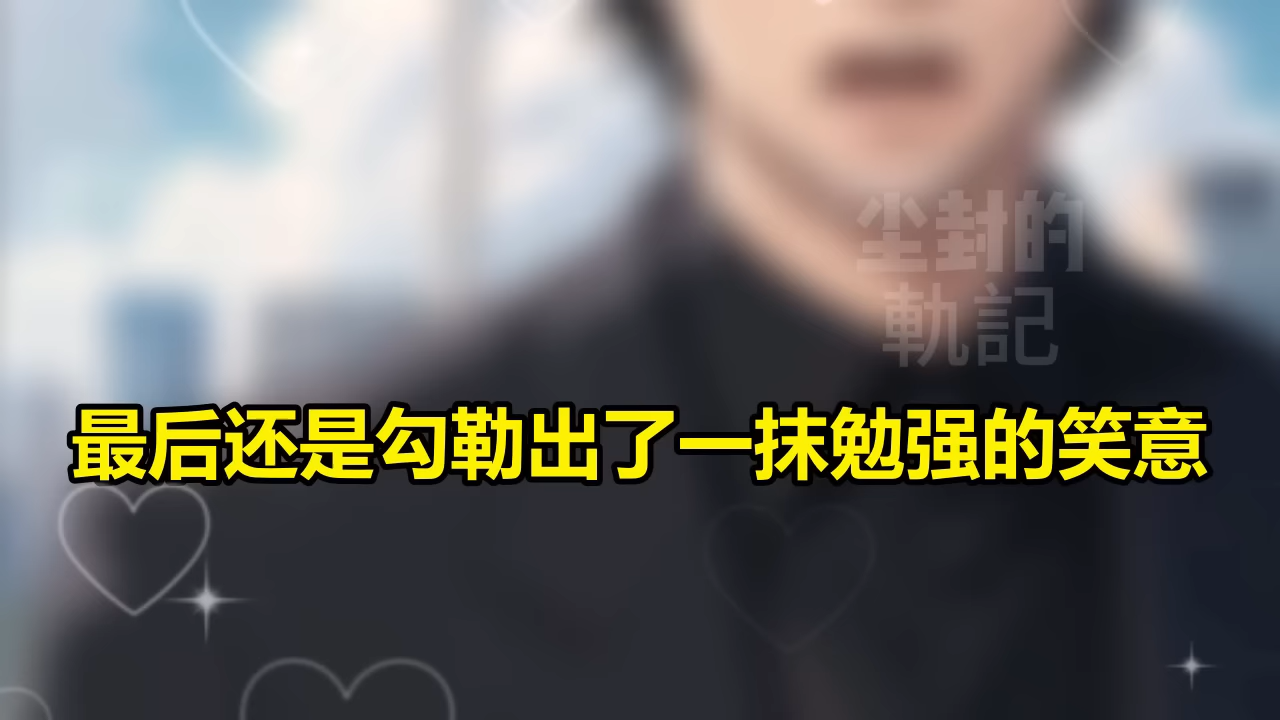 尘封的
軌記
最后还是勾勒出了一抹勉强的笑意